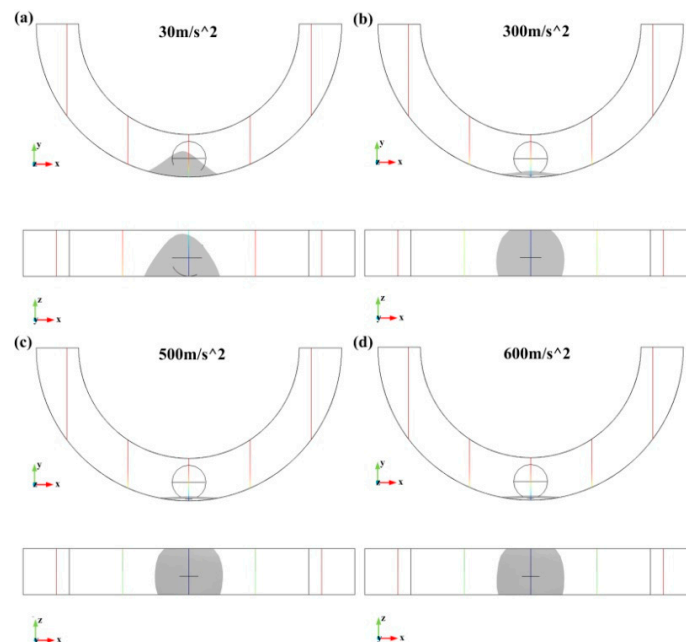 (a) 30m/s^2
(b) 300m/s^2
y
z x
y
z x
z
y x
z
y x
(c) 500m/s^2
(d) 600m/s^2
y
z x
y
z x
z
y x
z
y x